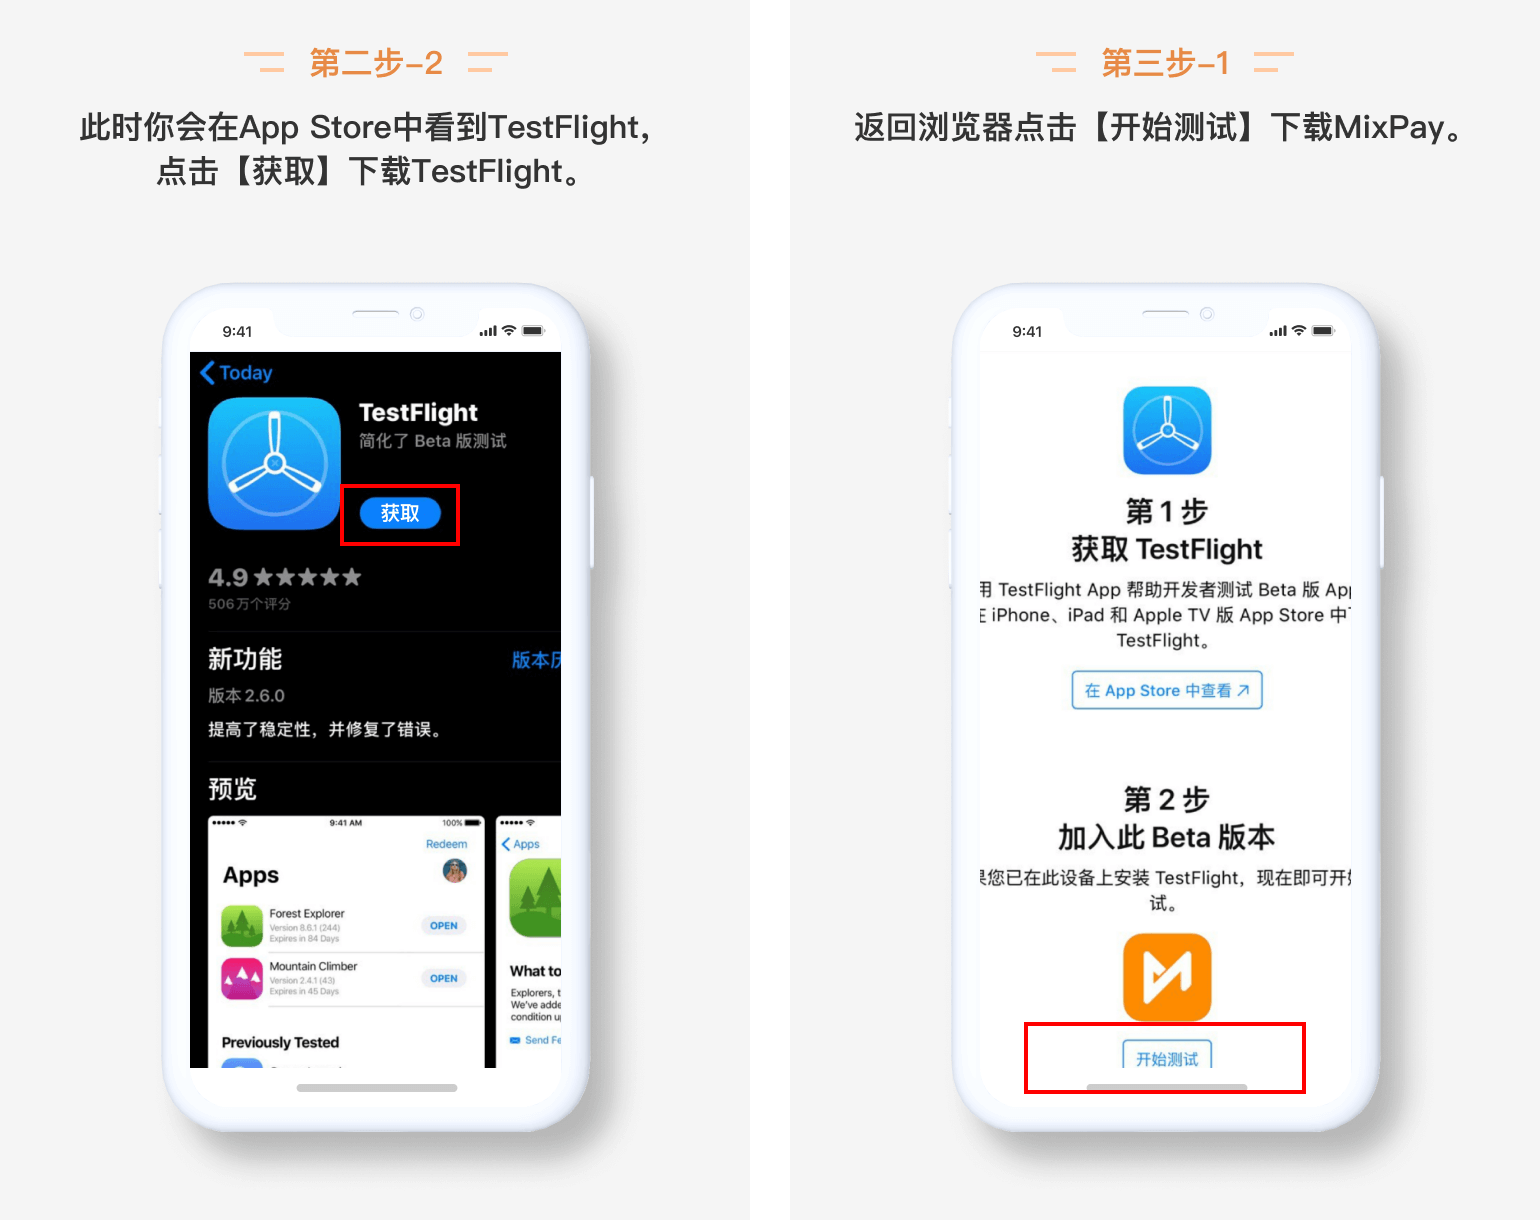 第二步-2
此时你会在App Store中看到TestFlight，
点击【获取】下载TestFlight。
9:41
Today
TestFlight
简化了 Beta 版测试
获取
4.9
506万个评分
新功能
版本历
版本 2.6.0
提高了稳定性，并修复了错误。
预览
9:41 AM
100%
Redeem
Apps
Forest Explorer
Version 8.6.1 (244)
Expires in 84 Days
OPEN
Mountain Climber
Version 2.4.1 (43)
Expires in 45 Days
OPEN
Previously Tested
Apps
What to
Explorers, t
We've adde
condition u
Send Fe
第三步-1
返回浏览器点击【开始测试】下载MixPay。
9:41
第 1 步
获取 TestFlight
用 TestFlight App 帮助开发者测试 Beta 版 App
在 iPhone、iPad 和 Apple TV 版 App Store 中下
TestFlight。
在 App Store 中查看
第 2 步
加入此 Beta 版本
果您已在此设备上安装 TestFlight，现在即可开始
试。
开始测试